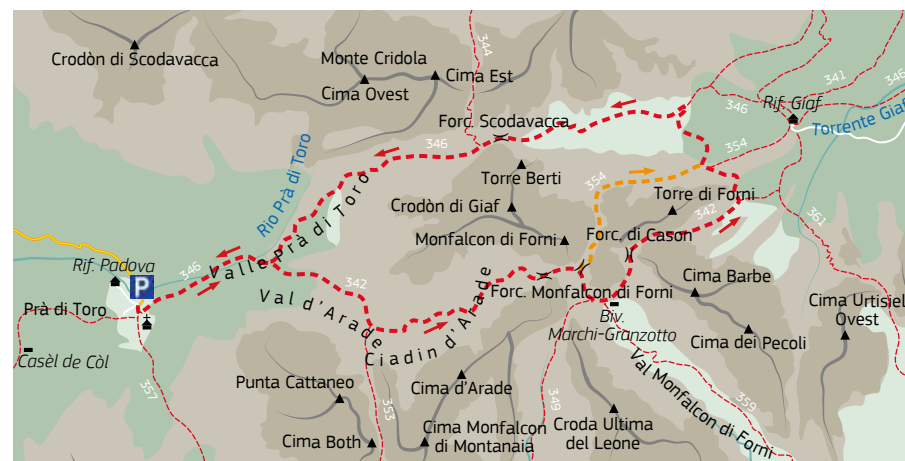 Crodòn di Scodavacca
Monte Cridola
Cima Est
Cima Ovest
344
341
346
346
Rif. Giaf
Torrente Giaf
Forc. Scodavacca
346
354
Torre Berti
354
Torre di Forni
Rio Prà di Toro
Crodòn di Giaf
342
361
Monfalcon di Forni
Forc. di Cason
Valle Prà di Toro
Rif. Padova
346
P
342
Cima Barbe
Forc. Monfalcon di Forni
Prà di Toro
Val d'Arade
Ciadin d'Arade
Biv.
Marchi-Granzotto
Cima Urtisiel
Ovest
Cima dei Pecoli
Casèl de Còl
357
Punta Cattaneo
Cima d'Arade
353
349
Val Monfalcon di Forni
359
Cima Both
Cima Monfalcon
di Montanaia
Croda Ultima
del Leone